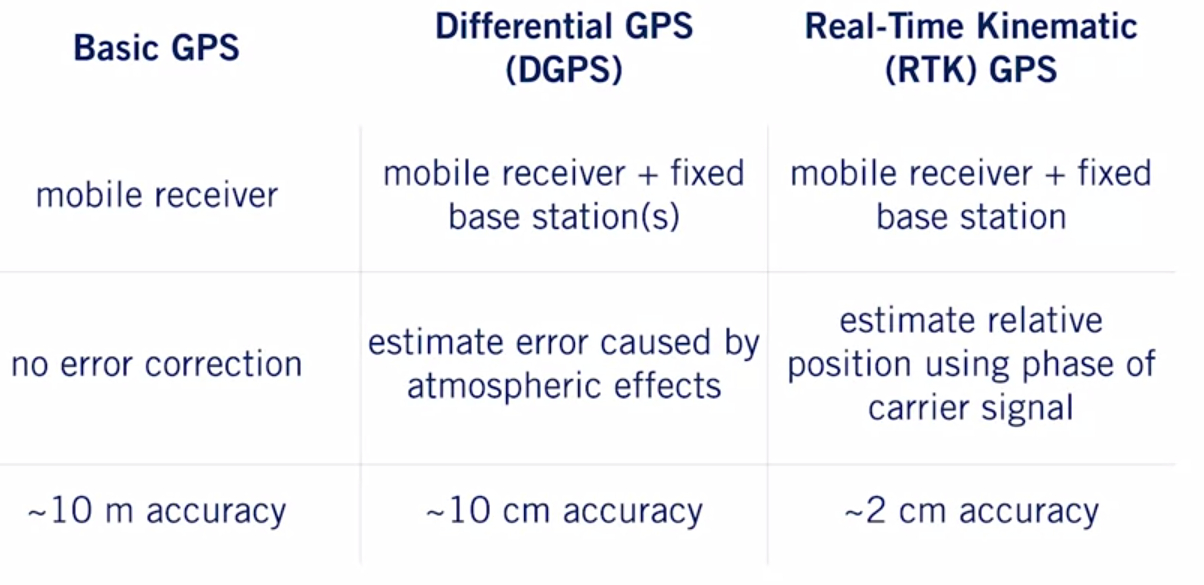 Basic GPS
Differential GPS
(DGPS)
Real-Time Kinematic
(RTK) GPS
mobile receiver
mobile receiver + fixed
base station(s)
mobile receiver + fixed
base station
no error correction
estimate error caused by
atmospheric effects
estimate relative
position using phase of
carrier signal
~10 m accuracy
~10 cm accuracy
~2 cm accuracy